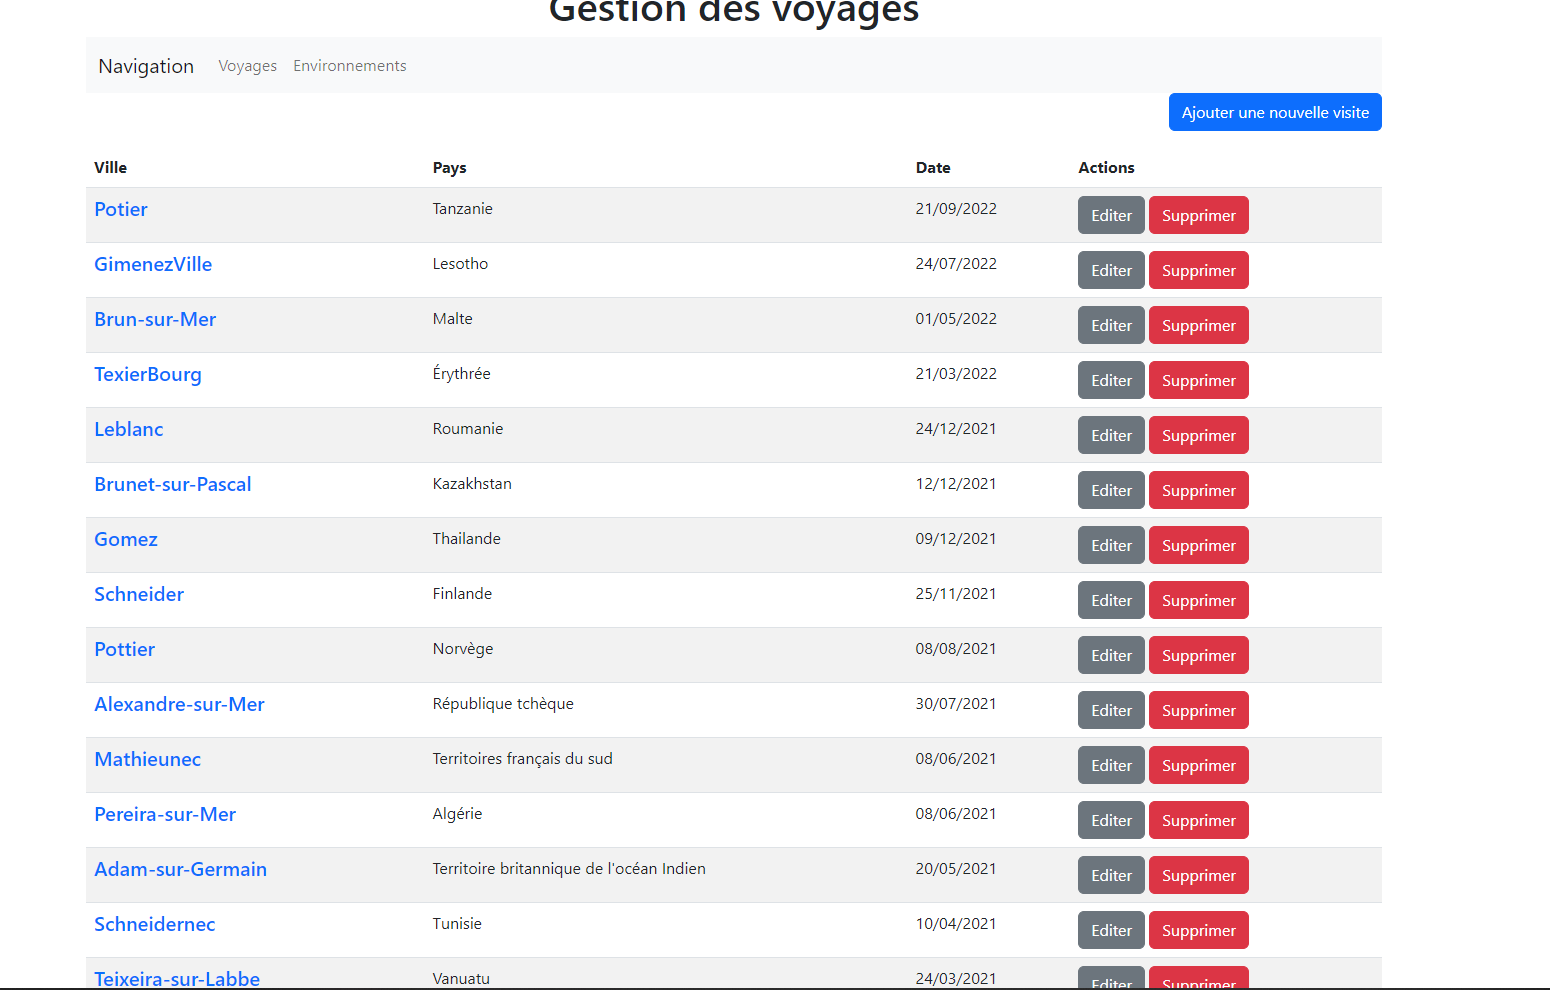 Gestion des voyages
Navigation Voyages Environnements
Ajouter une nouvelle visite
Ville Pays Date Actions
Potier Tanzanie 21/09/2022 Editer Supprimer
GimenezVille Lesotho 24/07/2022 Editer Supprimer
Brun-sur-Mer Malte 01/05/2022 Editer Supprimer
TexierBourg Érythrée 21/03/2022 Editer Supprimer
Leblanc Roumanie 24/12/2021 Editer Supprimer
Brunet-sur-Pascal Kazakhstan 12/12/2021 Editer Supprimer
Gomez Thailande 09/12/2021 Editer Supprimer
Schneider Finlande 25/11/2021 Editer Supprimer
Pottier Norvège 08/08/2021 Editer Supprimer
Alexandre-sur-Mer République tchèque 30/07/2021 Editer Supprimer
Mathieunec Territoires français du sud 08/06/2021 Editer Supprimer
Pereira-sur-Mer Algérie 08/06/2021 Editer Supprimer
Adam-sur-Germain Territoire britannique de l'océan Indien 20/05/2021 Editer Supprimer
Schneidernec Tunisie 10/04/2021 Editer Supprimer
Teixeira-sur-Labbe Vanuatu 24/03/2021 Editer Supprimer